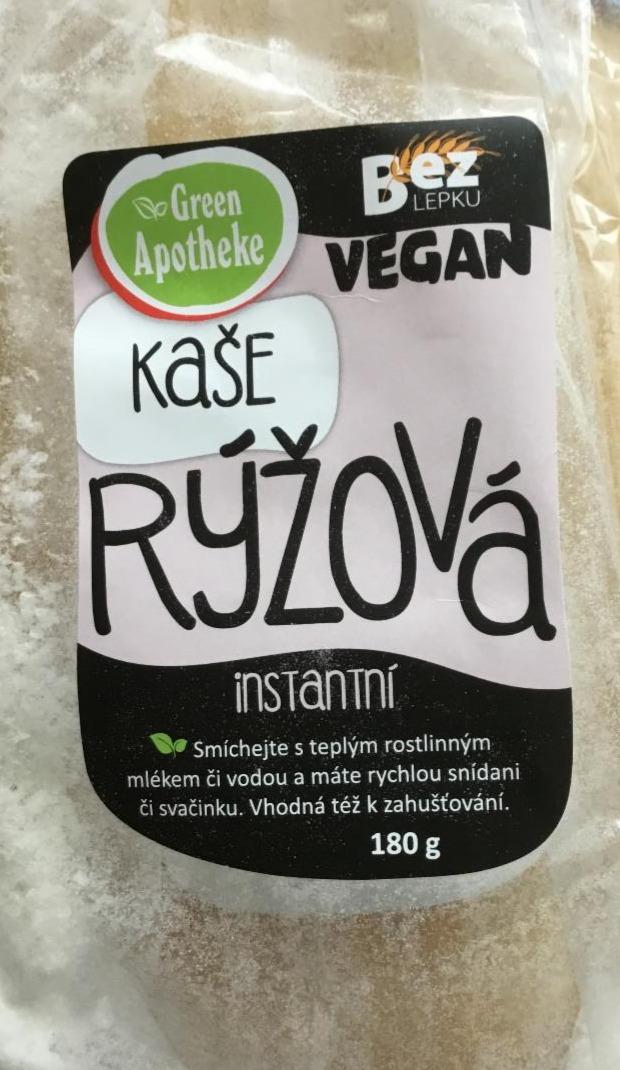 Green
Apotheke
Bez
LEPKU
VEGAN
KaŠE
RÝŽOVá
iNSTaNTNí
Smíchejte s teplým rostlinným
mlékem či vodou a máte rychlou snídani
či svačinku. Vhodná též k zahušťování.
180 g